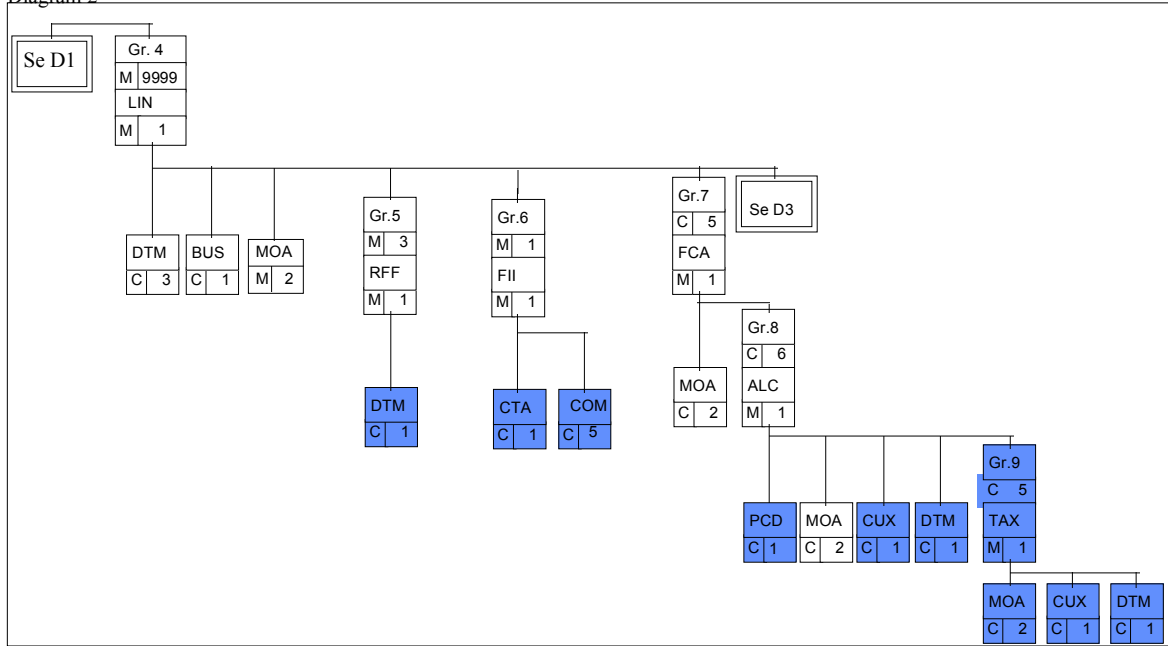 Diagram 2
Se D1
Gr. 4
M 9999
LIN
M 1
DTM
C 3
BUS
C 1
MOA
M 2
Gr.5
M 3
RFF
M 1
DTM
C 1
Gr.6
M 1
FII
M 1
CTA
C 1
COM
C 5
Gr.7
C 5
FCA
M 1
Se D3
MOA
C 2
Gr.8
C 6
ALC
M 1
PCD
C 1
MOA
C 2
CUX
C 1
DTM
C 1
Gr.9
C 5
TAX
M 1
MOA
C 2
CUX
C 1
DTM
C 1